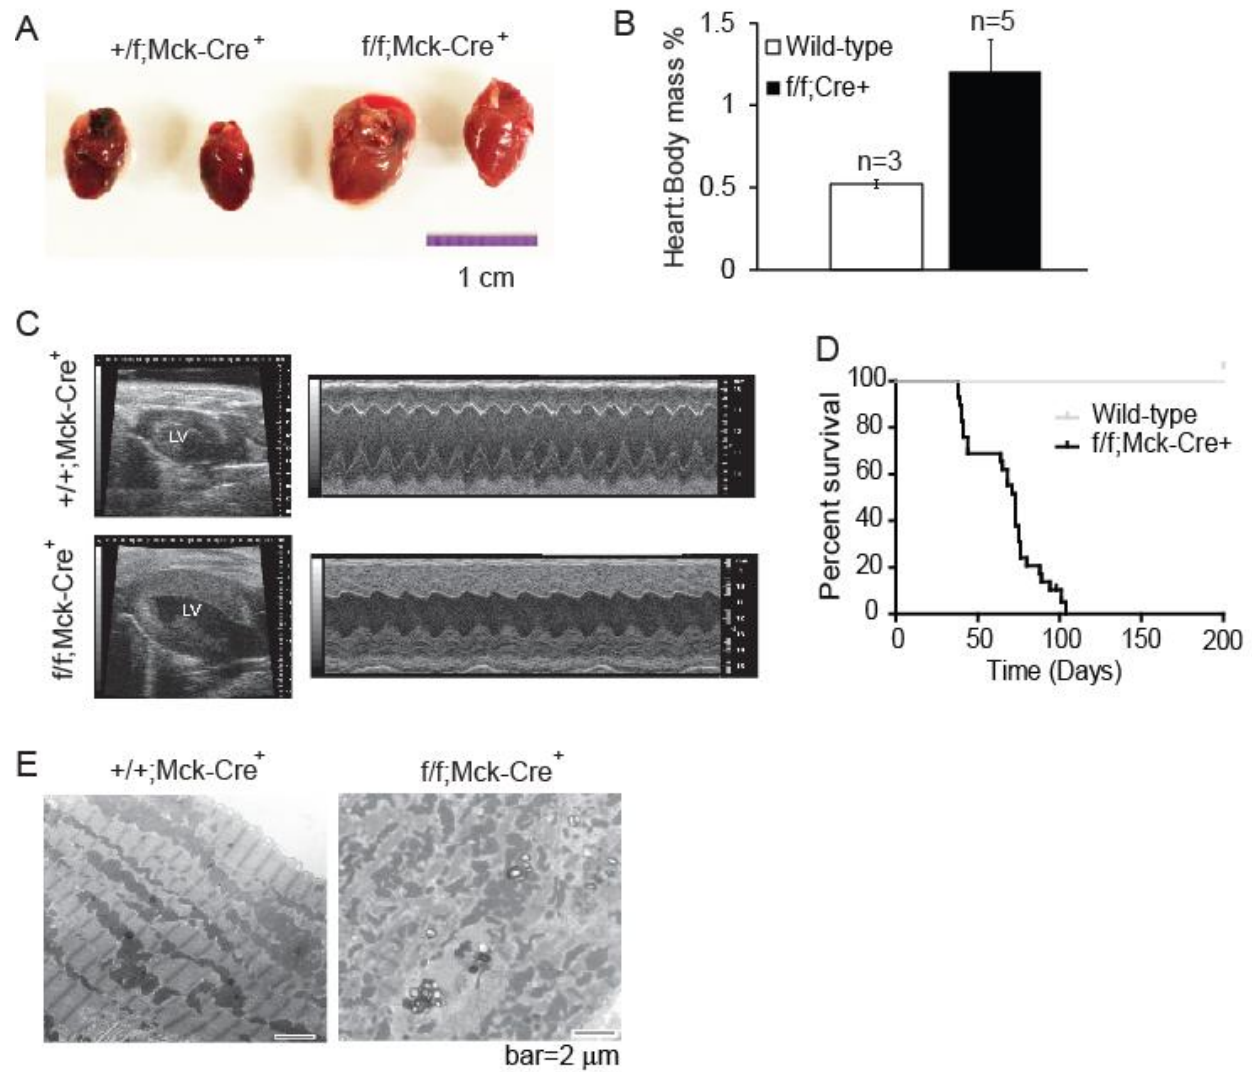 A
+/f;Mck-Cre+
f/f;Mck-Cre+
1 cm
B
Heart:Body mass %
1.5
1
0.5
0
Wild-type
f/f;Cre+
n=3
n=5
C
+/+;Mck-Cre+
LV
f/f;Mck-Cre+
LV
D
Percent survival
100
80
60
40
20
0
Wild-type
f/f;Mck-Cre+
0 50 100 150 200
Time (Days)
E
+/+;Mck-Cre+
f/f;Mck-Cre+
bar=2 μm